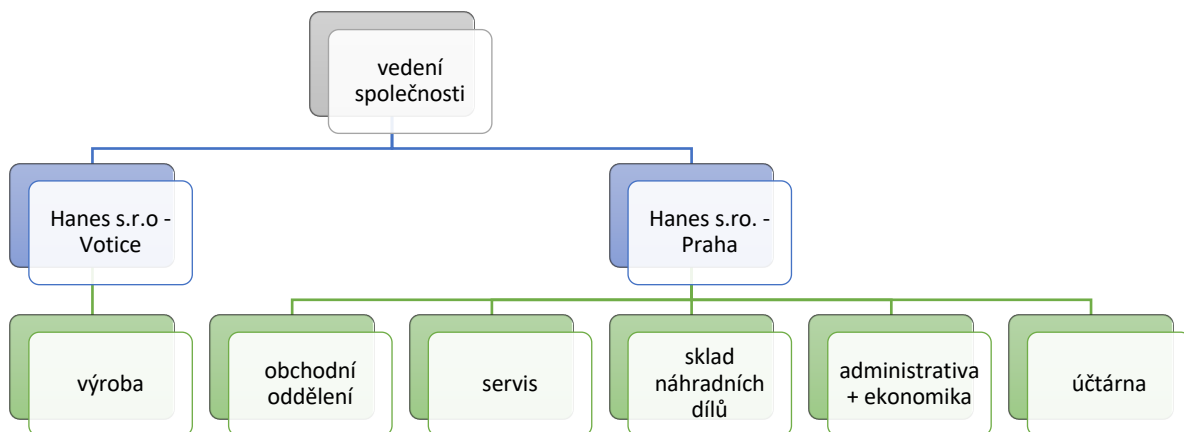 vedení
společnosti
Hanes s.r.o -
Votice
Hanes s.ro. -
Praha
výroba
obchodní
oddělení
servis
sklad
náhradních
dílů
administrativa
+ ekonomika
účtárna